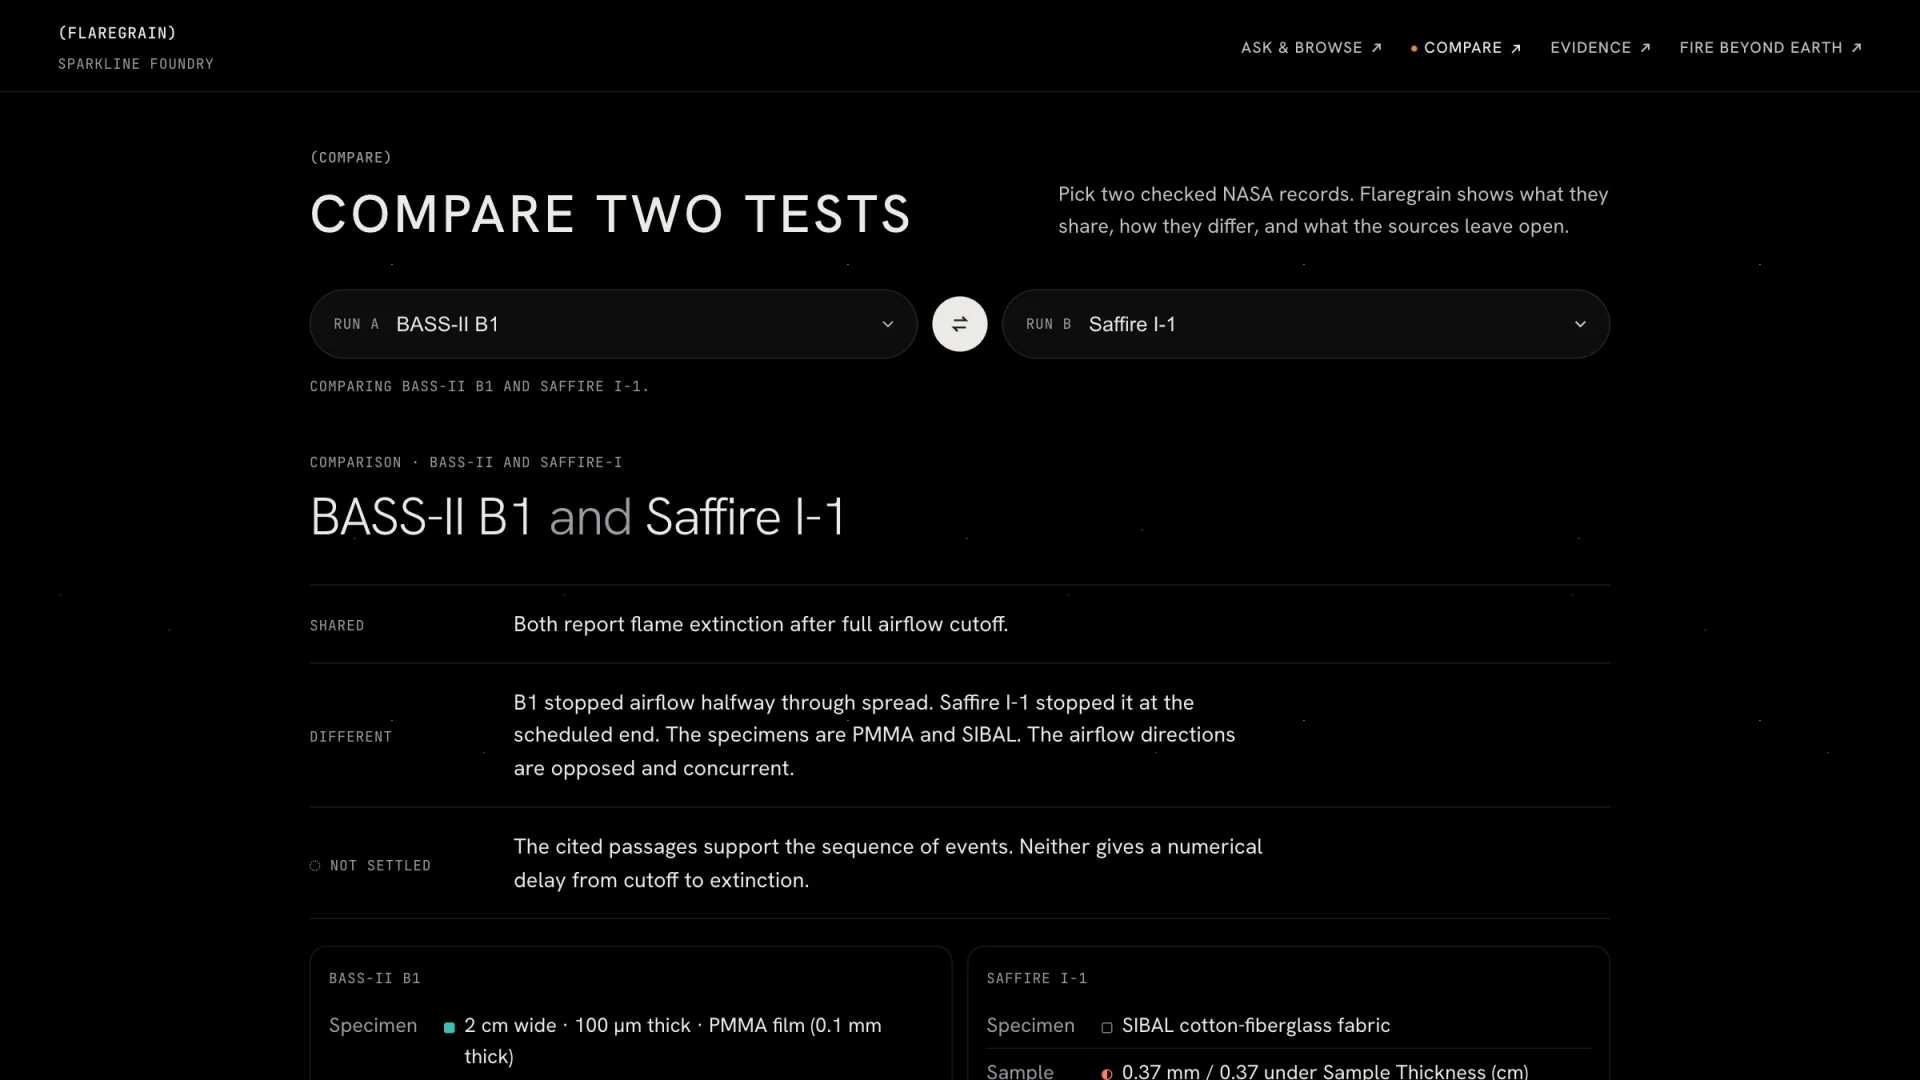 (FLAREGRAIN)
SPARKLINE FOUNDRY
ASK & BROWSE ↗
COMPARE ↗
EVIDENCE ↗
FIRE BEYOND EARTH ↗
(COMPARE)
COMPARE TWO TESTS
Pick two checked NASA records. Flaregrain shows what they
share, how they differ, and what the sources leave open.
RUN A BASS-II B1
RUN B Saffire I-1
COMPARING BASS-II B1 AND SAFFIRE I-1.
COMPARISON · BASS-II AND SAFFIRE-I
BASS-II B1 and Saffire I-1
SHARED
Both report flame extinction after full airflow cutoff.
DIFFERENT
B1 stopped airflow halfway through spread. Saffire I-1 stopped it at the
scheduled end. The specimens are PMMA and SIBAL. The airflow directions
are opposed and concurrent.
NOT SETTLED
The cited passages support the sequence of events. Neither gives a numerical
delay from cutoff to extinction.
BASS-II B1
Specimen 2 cm wide · 100 µm thick · PMMA film (0.1 mm
thick)
SAFFIRE I-1
Specimen SIBAL cotton-fiberglass fabric
Sample 0.37 mm / 0.37 under Sample Thickness (cm)